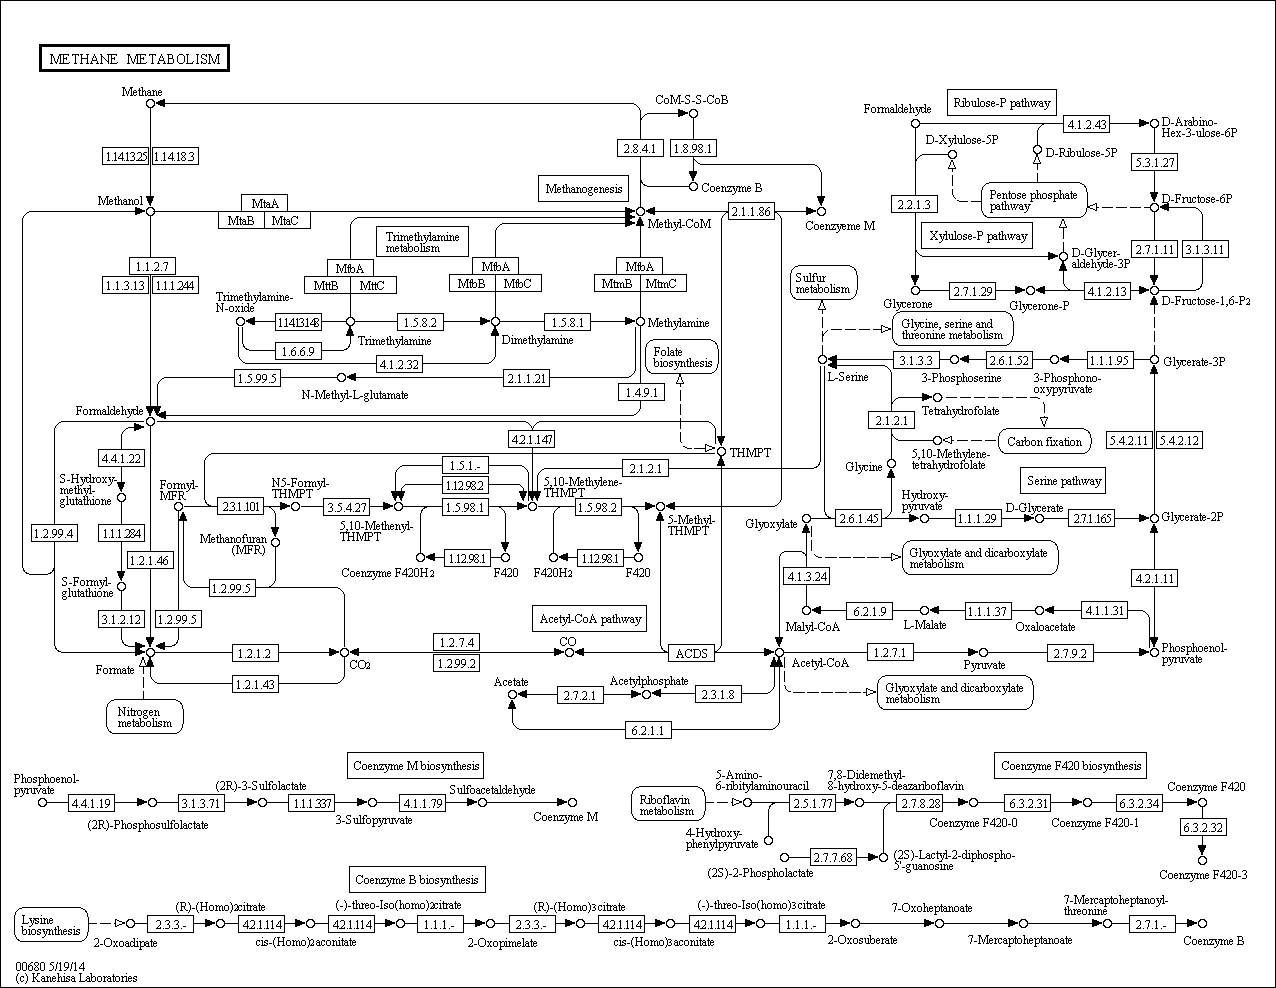 METHANE METABOLISM
Methane
CoM-S-S-CoB
Formaldehyde
Ribulose-P pathway
D-Arabino-
Hex-3-ulose-6P
4.1.2.43
D-Xylulose-5P
D-Ribulose-5P
1.14.13.25
1.14.18.3
2.8.4.1
1.8.98.1
5.3.1.27
Methanogenesis
Coenzyme B
Pentose phosphate
pathway
D-Fructose-6P
Methanol
MtaA
MtaB
MtaC
Methyl-CoM
2.1.1.86
Coenzyeme M
2.2.1.3
Xylulose-P pathway
Trimethylamine
metabolism
D-Glycer-
aldehyde-3P
2.7.1.11
3.1.3.11
1.1.2.7
1.1.3.13
1.1.1.244
MtbA
MttB
MttC
MtbA
MtbB
MtbC
MtbA
MtmB
MtmC
Sulfur
metabolism
Glycerone
2.7.1.29
Glycerone-P
4.1.2.13
D-Fructose-1,6-P2
Trimethylamine-
N-oxide
1.14.13.148
Trimethylamine
1.5.8.2
Dimethylamine
1.5.8.1
Methylamine
Glycine, serine and
threonine metabolism
1.6.6.9
4.1.2.32
Folate
biosynthesis
L-Serine
3.1.3.3
3-Phosphoserine
2.6.1.52
3-Phosphono-
oxypyruvate
1.1.1.95
Glycerate-3P
1.5.99.5
N-Methyl-L-glutamate
2.1.1.21
1.4.9.1
Formaldehyde
Tetrahydrofolate
2.1.2.1
Carbon fixation
5.4.2.11
5.4.2.12
4.2.1.147
THMPT
5,10-Methylene-
tetrahydrofolate
4.4.1.22
Glycine
S-Hydroxy-
methyl-
glutathione
Formyl-
MFR
N5-Formyl-
THMPT
1.5.1.-
1.12.98.2
5,10-Methylene-
THMPT
2.1.2.1
Serine pathway
2.3.1.101
3.5.4.27
5,10-Methenyl-
THMPT
1.5.98.1
1.5.98.2
5-Methyl-
THMPT
Glyoxylate
2.6.1.45
Hydroxy-
pyruvate
1.1.1.29
D-Glycerate
2.7.1.165
Glycerate-2P
1.2.99.4
1.1.1.284
Methanofuran
(MFR)
1.2.1.46
Coenzyme F420H2
1.12.98.1
F420
F420H2
1.12.98.1
F420
Glyoxylate and dicarboxylate
metabolism
S-Formyl-
glutathione
1.2.99.5
4.1.3.24
4.2.1.11
3.1.2.12
1.2.99.5
Acetyl-CoA pathway
Malyl-CoA
6.2.1.9
L-Malate
1.1.1.37
Oxaloacetate
4.1.1.31
Formate
1.2.1.2
CO2
1.2.7.4
1.2.99.2
CO
ACDS
Acetyl-CoA
1.2.7.1
Pyruvate
2.7.9.2
Phosphoenol-
pyruvate
1.2.1.43
Acetate
2.7.2.1
Acetylphosphate
2.3.1.8
Glyoxylate and dicarboxylate
metabolism
Nitrogen
metabolism
6.2.1.1
Coenzyme M biosynthesis
Phosphoenol-
pyruvate
4.4.1.19
(2R)-Phosphosulfolactate
3.1.3.71
(2R)-3-Sulfolactate
1.1.1.337
3-Sulfopyruvate
4.1.1.79
Sulfoacetaldehyde
Coenzyme M
Coenzyme F420 biosynthesis
Riboflavin
metabolism
5-Amino-
6-ribitylaminouracil
4-Hydroxy-
phenylpyruvate
2.5.1.77
7,8-Didemethyl-
8-hydroxy-5-deazariboflavin
2.7.8.28
Coenzyme F420-0
6.3.2.31
Coenzyme F420-1
6.3.2.34
Coenzyme F420
6.3.2.32
Coenzyme F420-3
(2S)-2-Phospholactate
2.7.7.68
(2S)-Lactyl-2-diphospho-
5'-guanosine
Coenzyme B biosynthesis
Lysine
biosynthesis
2-Oxoadipate
2.3.3.-
(R)-(Homo)2citrate
4.2.1.114
cis-(Homo)2aconitate
4.2.1.114
(-)-threo-Iso(homo)2citrate
1.1.1.-
2-Oxopimelate
2.3.3.-
(R)-(Homo)3citrate
4.2.1.114
cis-(Homo)3aconitate
4.2.1.114
(-)-threo-Iso(homo)3citrate
1.1.1.-
2-Oxosuberate
7-Oxoheptanoate
7-Mercaptoheptanoate
7-Mercaptoheptanoyl-
threonine
2.7.1.-
Coenzyme B
00680 5/19/14
(c) Kanehisa Laboratories